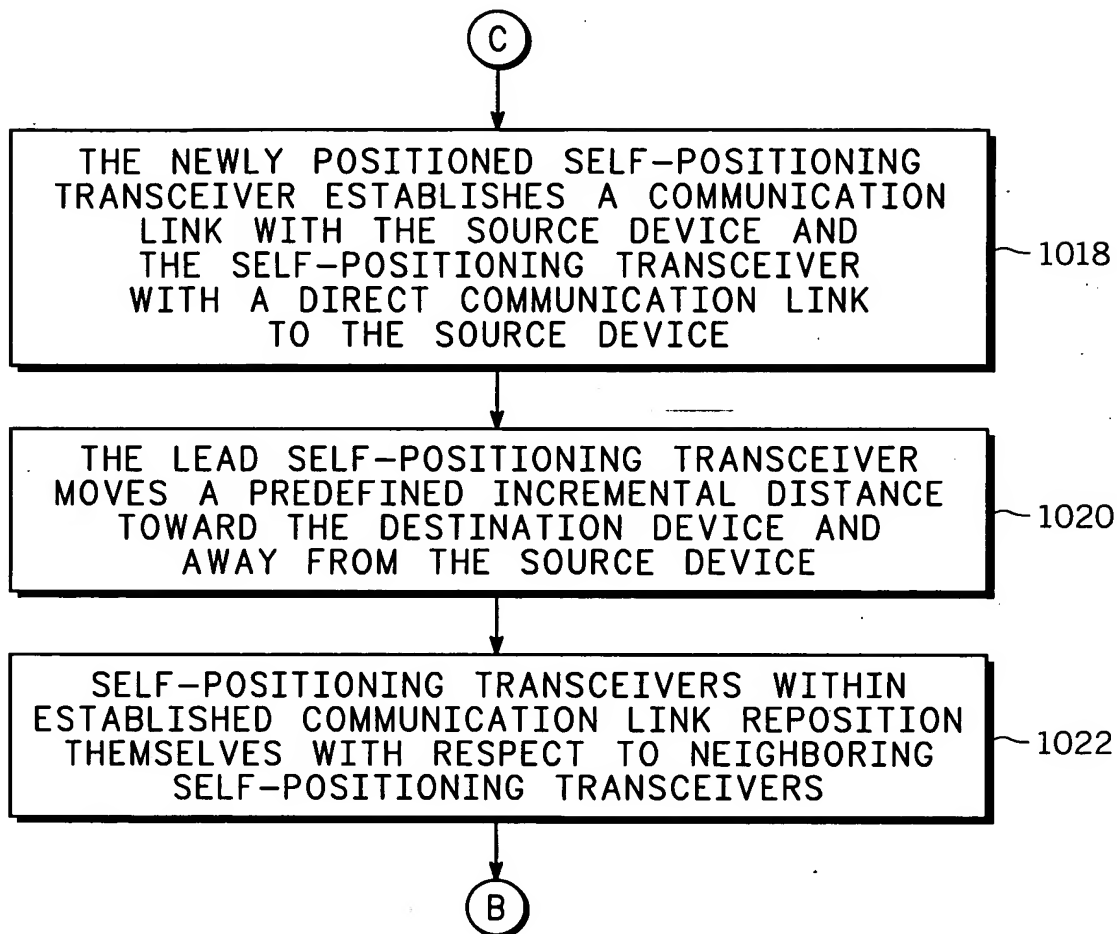 C
THE NEWLY POSITIONED SELF-POSITIONING
TRANSCEIVER ESTABLISHES A COMMUNICATION
LINK WITH THE SOURCE DEVICE AND
THE SELF-POSITIONING TRANSCEIVER
WITH A DIRECT COMMUNICATION LINK
TO THE SOURCE DEVICE
1018
THE LEAD SELF-POSITIONING TRANSCEIVER
MOVES A PREDEFINED INCREMENTAL DISTANCE
TOWARD THE DESTINATION DEVICE AND
AWAY FROM THE SOURCE DEVICE
1020
SELF-POSITIONING TRANSCEIVERS WITHIN
ESTABLISHED COMMUNICATION LINK REPOSITION
THEMSELVES WITH RESPECT TO NEIGHBORING
SELF-POSITIONING TRANSCEIVERS
1022
B